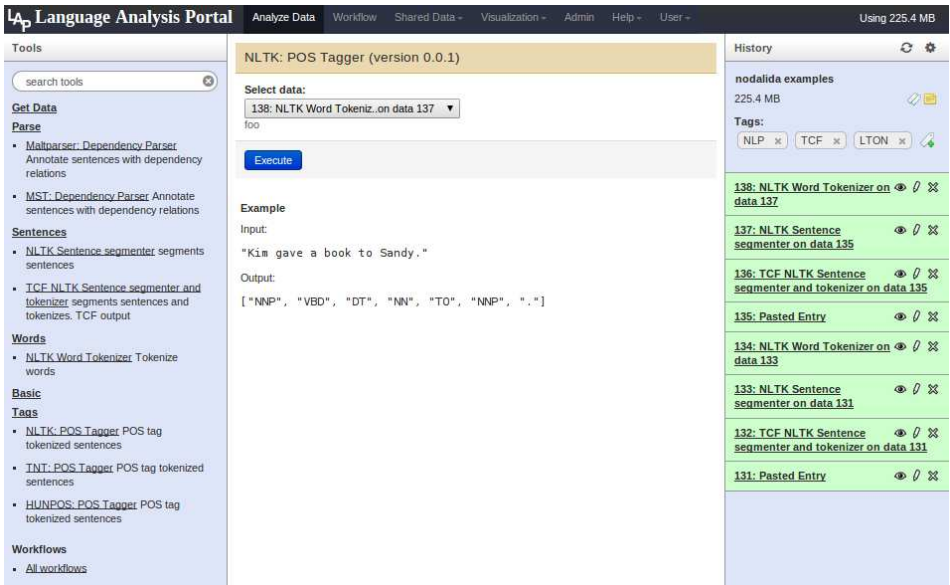 LAP Language Analysis Portal
Analyze Data Workflow Shared Data Visualization Admin Help User
Using 225.4 MB
Tools
search tools
Get Data
Parse
Maltparser: Dependency Parser
Annotate sentences with dependency
relations
MST: Dependency Parser Annotate
sentences with dependency relations
Sentences
NLTK Sentence segmenter segments
sentences
TCF NLTK Sentence segmenter and
tokenizer segments sentences and
tokenizes. TCF output
Words
NLTK Word Tokenizer Tokenize
words
Basic
Tags
NLTK: POS Tagger POS tag
tokenized sentences
TNT: POS Tagger POS tag tokenized
sentences
HUNPOS: POS Tagger POS tag
tokenized sentences
Workflows
All workflows
NLTK: POS Tagger (version 0.0.1)
Select data:
138: NLTK Word Tokeniz..on data 137
foo
Execute
Example
Input:
"Kim gave a book to Sandy."
Output:
["NNP", "VBD", "DT", "NN", "TO", "NNP", "."]
History
nodalida examples
225.4 MB
Tags:
NLP x TCF x LTON x
138: NLTK Word Tokenizer on
data 137
137: NLTK Sentence
segmenter on data 135
136: TCF NLTK Sentence
segmenter and tokenizer on data 135
135: Pasted Entry
134: NLTK Word Tokenizer on
data 133
133: NLTK Sentence
segmenter on data 131
132: TCF NLTK Sentence
segmenter and tokenizer on data 131
131: Pasted Entry